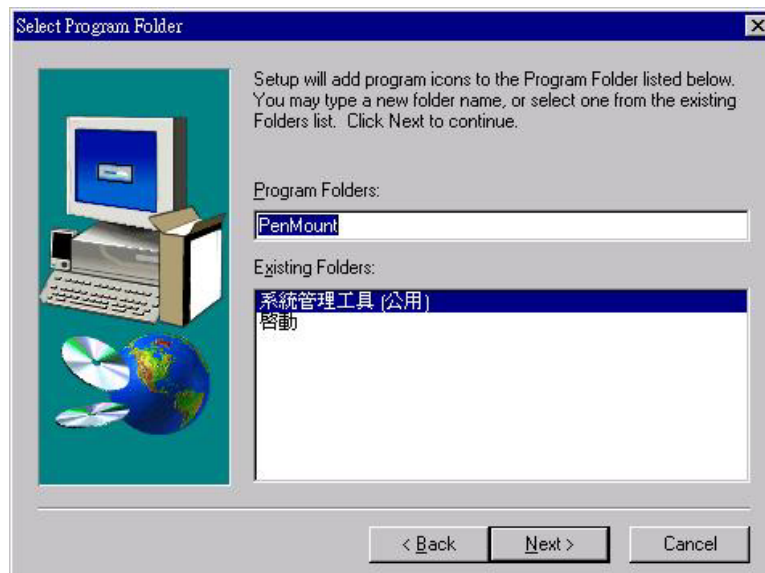 Select Program Folder
Setup will add program icons to the Program Folder listed below.
You may type a new folder name, or select one from the existing
Folders list. Click Next to continue.
Program Folders:
PenMount
Existing Folders:
系統管理工具 (公用)
啓動
< Back
Next >
Cancel